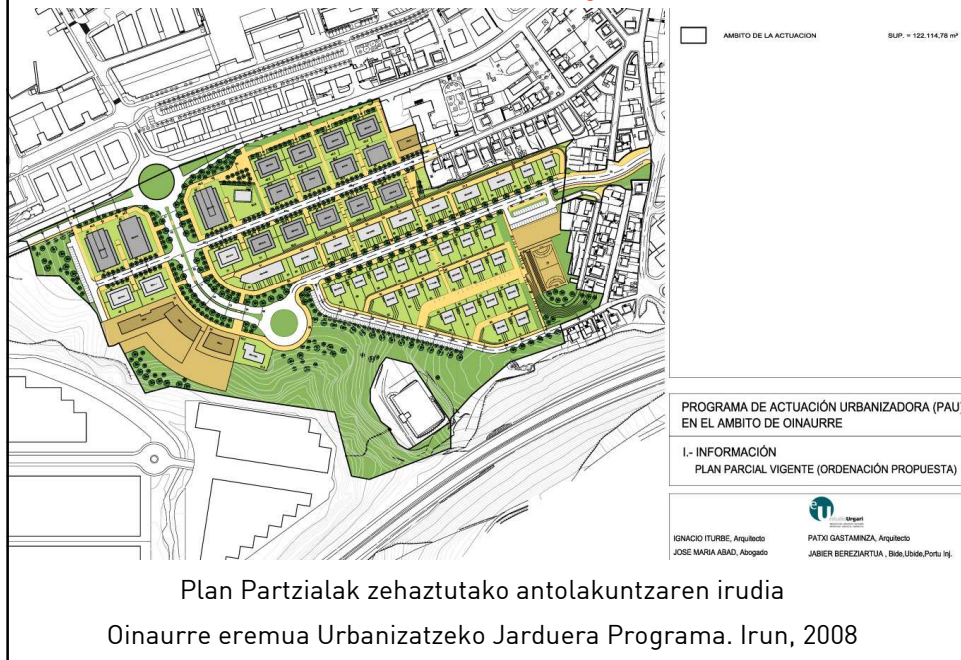 AMBITO DE LA ACTUACION SUP. = 122.114,78 m²
PROGRAMA DE ACTUACIÓN URBANIZADORA (PAU)
EN EL AMBITO DE OINAURRE
I.- INFORMACIÓN
PLAN PARCIAL VIGENTE (ORDENACIÓN PROPUESTA)
Urgari
IGNACIO ITURBE, Arquitecto PATXI GASTAMINZA, Arquitecto
JOSE MARIA ABAD, Abogado JABIER BEREZIARTUA , Bide,Ubide,Portu Inj.
Plan Partzialak zehaztutako antolakuntzaren irudia
Oinaurre eremua Urbanizatzeko Jarduera Programa. Irun, 2008